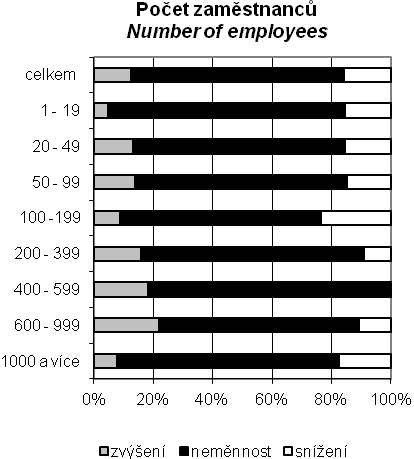 Počet zaměstnanců
Number of employees
celkem
1 - 19
20 - 49
50 - 99
100 -199
200 - 399
400 - 599
600 - 999
1000 a více
0% 20% 40% 60% 80% 100%
zvýšení neměnnost snížení